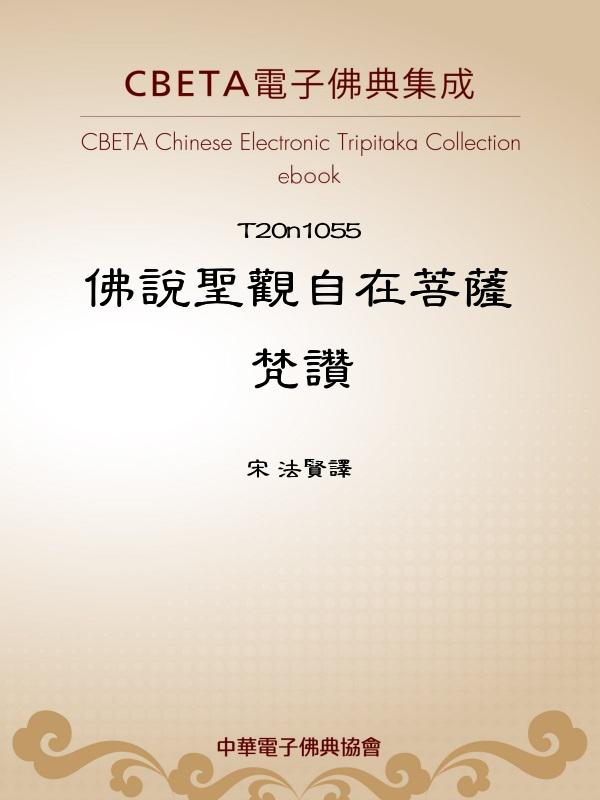 CBETA電子佛典集成
CBETA Chinese Electronic Tripitaka Collection
ebook
T20n1055
佛說聖觀自在菩薩
梵讚
宋 法賢譯
中華電子佛典協會